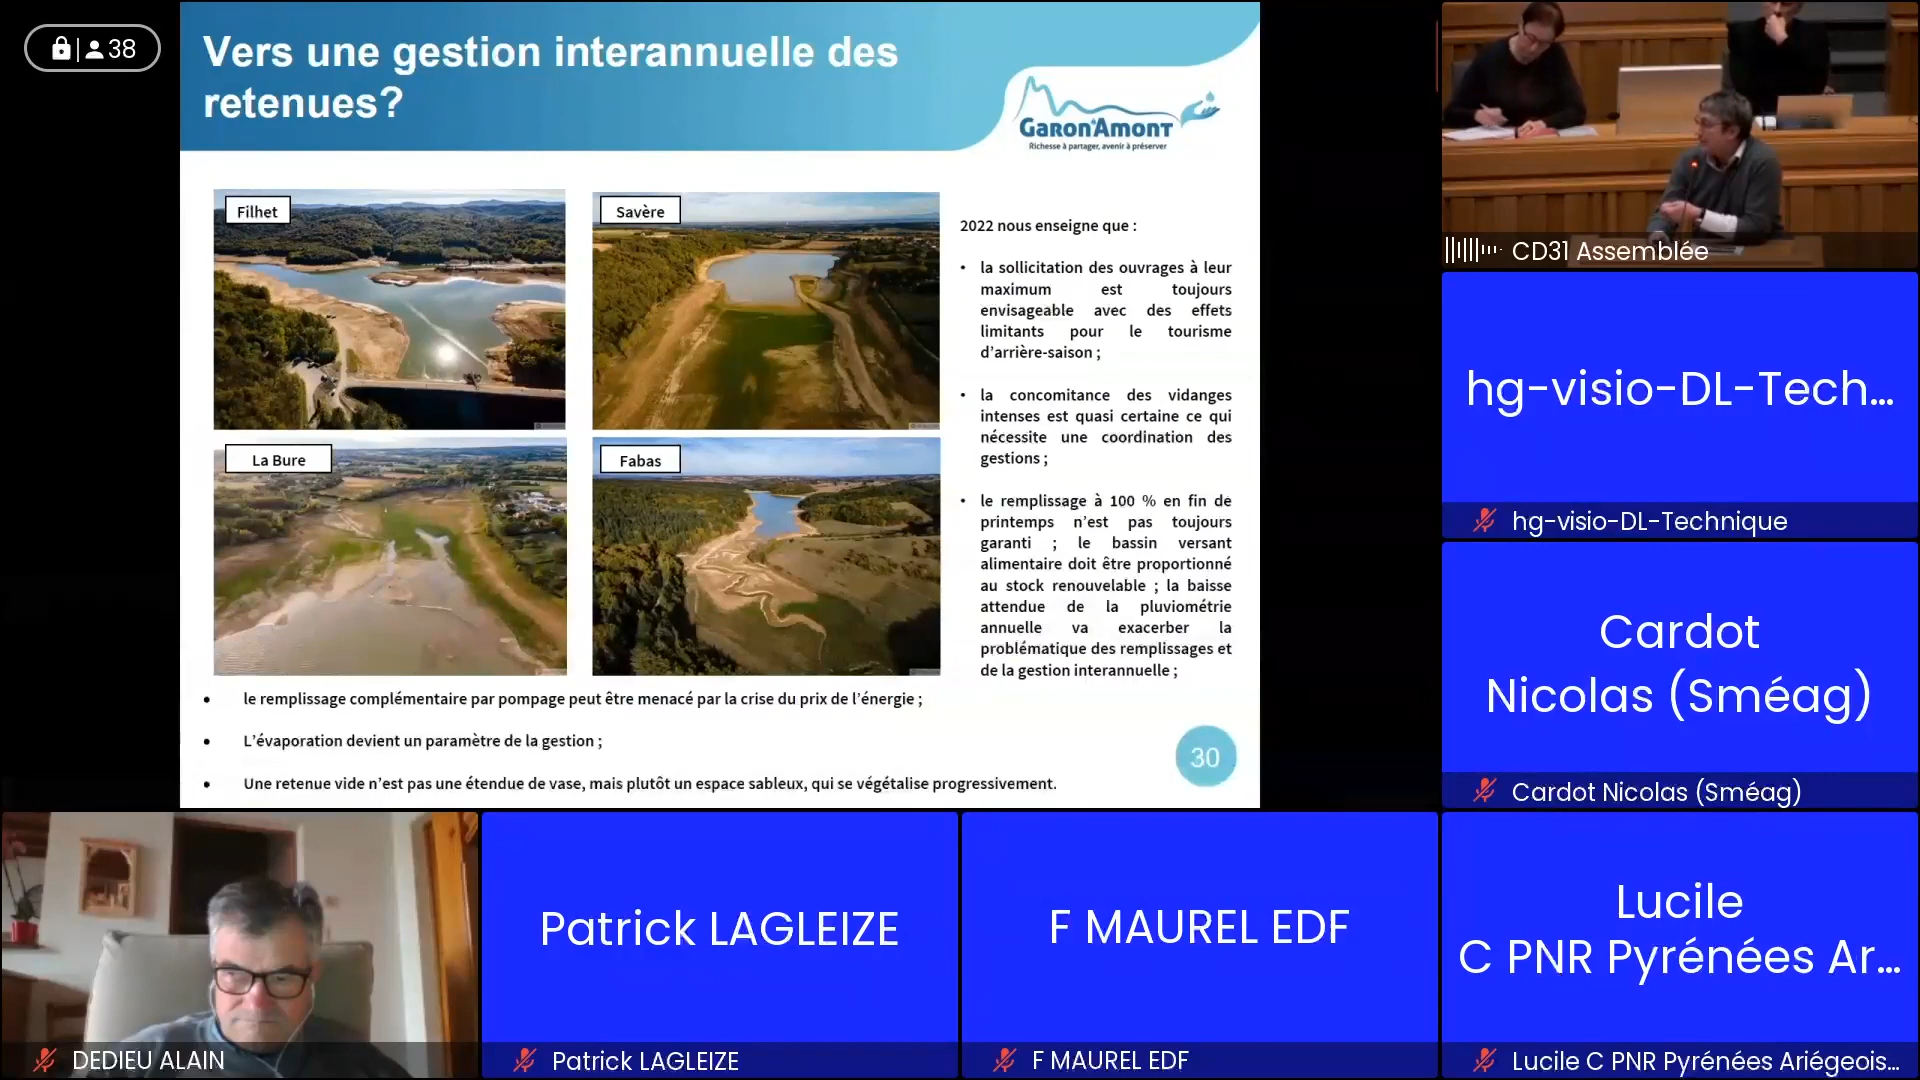 38
Vers une gestion interannuelle des
retenues?
GARON'AMONT
Richesse à partager, avenir à préserver
Filhet
Savère
La Bure
Fabas
2022 nous enseigne que :
• la sollicitation des ouvrages à leur
maximum est toujours
envisageable avec des effets
limitants pour le tourisme
d'arrière-saison ;
• la concomitance des vidanges
intenses est quasi certaine ce qui
nécessite une coordination des
gestions ;
• le remplissage à 100 % en fin de
printemps n'est pas toujours
garanti ; le bassin versant
alimentaire doit être proportionné
au stock renouvelable ; la baisse
attendue de la pluviométrie
annuelle va exacerber la
problématique des remplissages et
de la gestion interannuelle ;
• le remplissage complémentaire par pompage peut être menacé par la crise du prix de l'énergie ;
• L'évaporation devient un paramètre de la gestion ;
• Une retenue vide n'est pas une étendue de vase, mais plutôt un espace sableux, qui se végétalise progressivement.
30
CD31 Assemblée
hg-visio-DL-Tech...
hg-visio-DL-Technique
Cardot
Nicolas (Sméag)
Cardot Nicolas (Sméag)
DEDIEU ALAIN
Patrick LAGLEIZE
Patrick LAGLEIZE
F MAUREL EDF
F MAUREL EDF
Lucile
C PNR Pyrénées Ar...
Lucile C PNR Pyrénées Ariégeois...